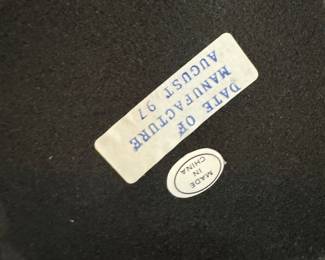 DATE OF
MANUFACTURE
AUGUST 97
MADE
IN
CHINA